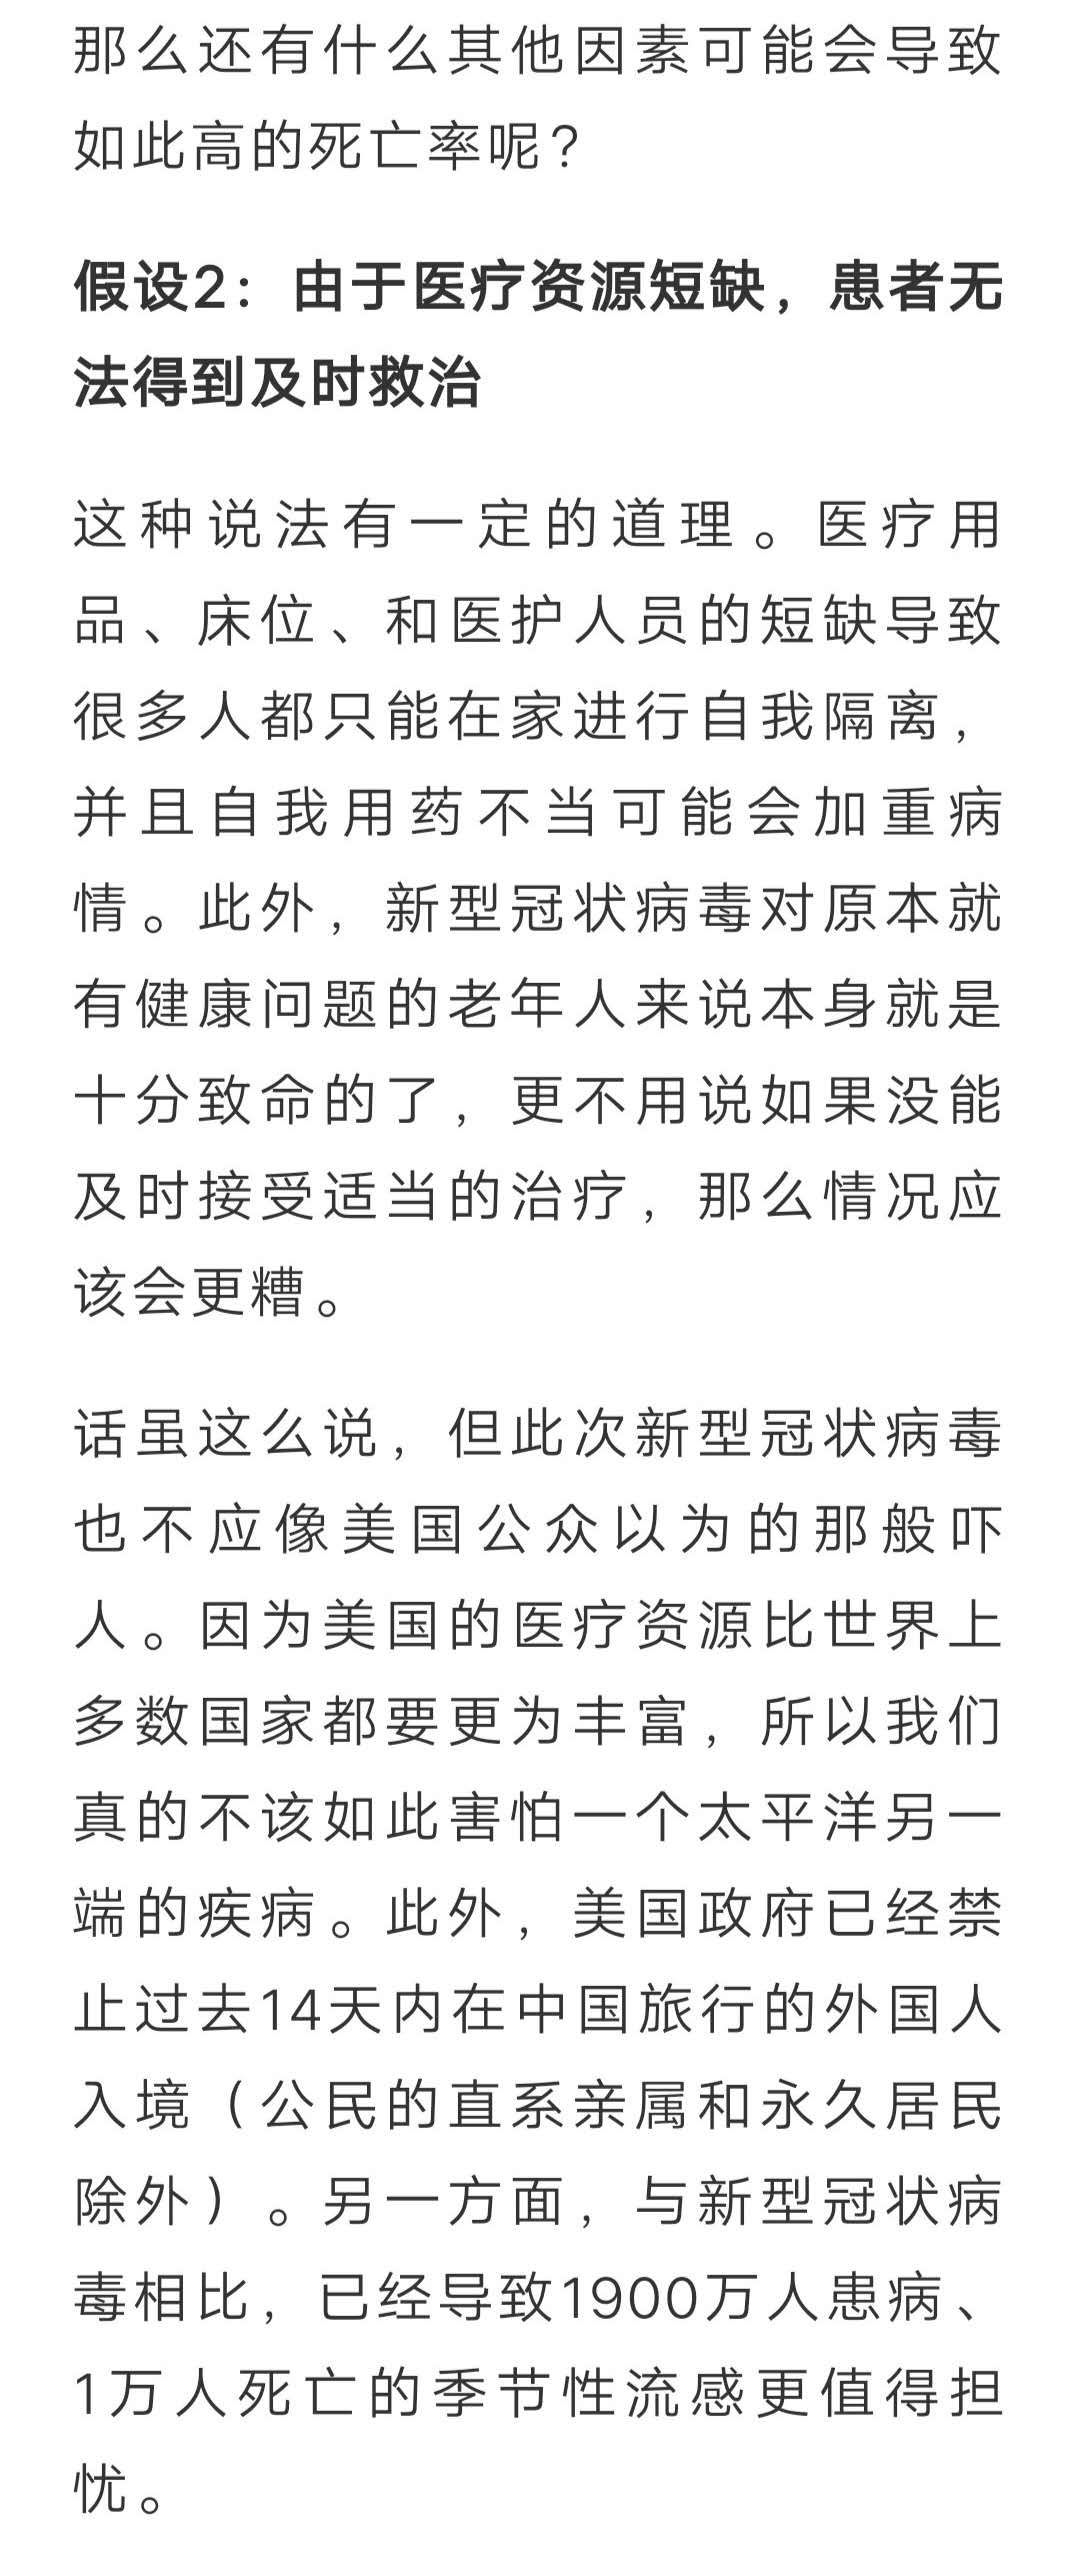 那么还有什么其他因素可能会导致
如此高的死亡率呢？
假设2：由于医疗资源短缺，患者无
法得到及时救治
这种说法有一定的道理。医疗用
品、床位、和医护人员的短缺导致
很多人都只能在家进行自我隔离，
并且自我用药不当可能会加重病
情。此外，新型冠状病毒对原本就
有健康问题的老年人来说本身就是
十分致命的了，更不用说如果没能
及时接受适当的治疗，那么情况应
该会更糟。
话虽这么说，但此次新型冠状病毒
也不应像美国公众以为的那般吓
人。因为美国的医疗资源比世界上
多数国家都要更为丰富，所以我们
真的不该如此害怕一个太平洋另一
端的疾病。此外，美国政府已经禁
止过去14天内在中国旅行的外国人
入境（公民的直系亲属和永久居民
除外）。另一方面，与新型冠状病
毒相比，已经导致1900万人患病、
1万人死亡的季节性流感更值得担
忧。